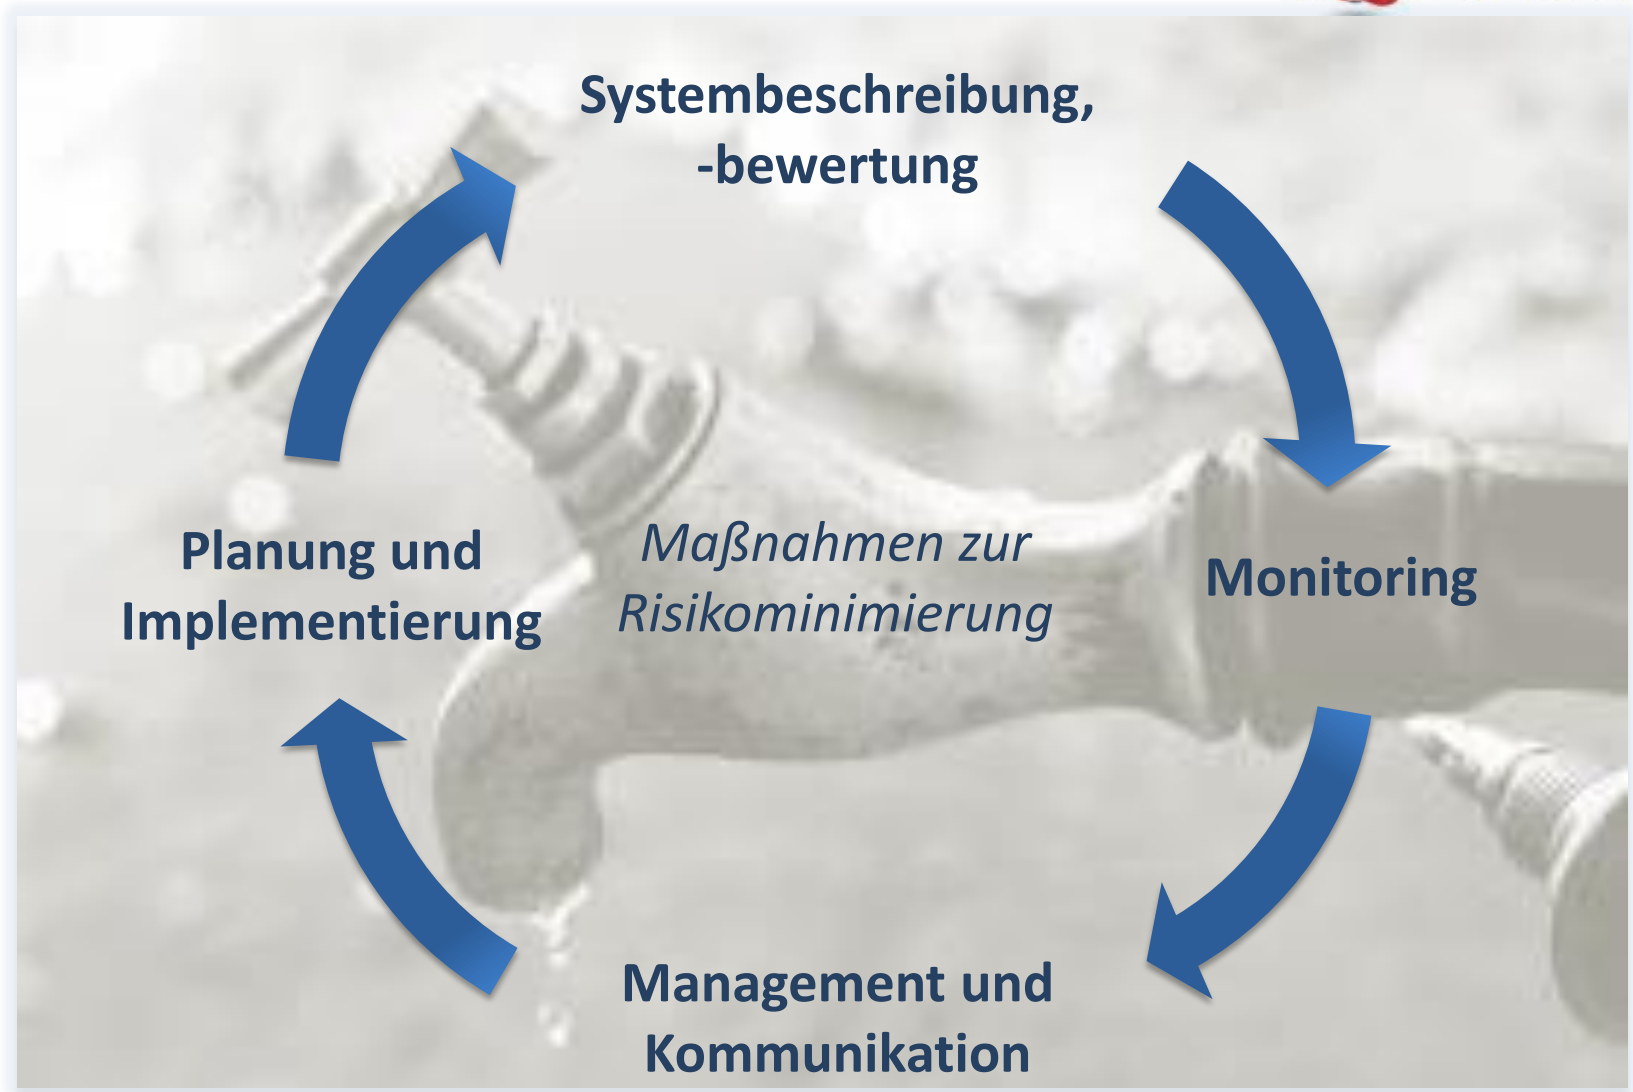 Systembeschreibung,
-bewertung
Planung und
Implementierung
Maßnahmen zur
Risikominimierung
Monitoring
Management und
Kommunikation